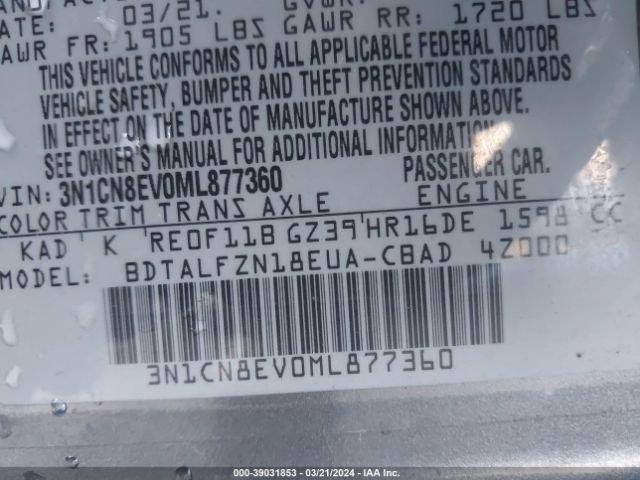 DATE: 03/21. GVWR:
GAWR FR: 1905 LBS GAWR RR: 1720 LBS
THIS VEHICLE CONFORMS TO ALL APPLICABLE FEDERAL MOTOR
VEHICLE SAFETY, BUMPER AND THEFT PREVENTION STANDARDS
IN EFFECT ON THE DATE OF MANUFACTURE SHOWN ABOVE.
SEE OWNER'S MANUAL FOR ADDITIONAL INFORMATION.
VIN: 3N1CN8EV0ML877360 PASSENGER CAR.
COLOR TRIM TRANS AXLE ENGINE
KAD K RE0F11B GZ39 HR16DE 1598 CC
MODEL: BDTALFZN18EUA-CBAD 4Z000
3N1CN8EV0ML877360
000-39031853 / 03/21/2024 - IAA Inc.